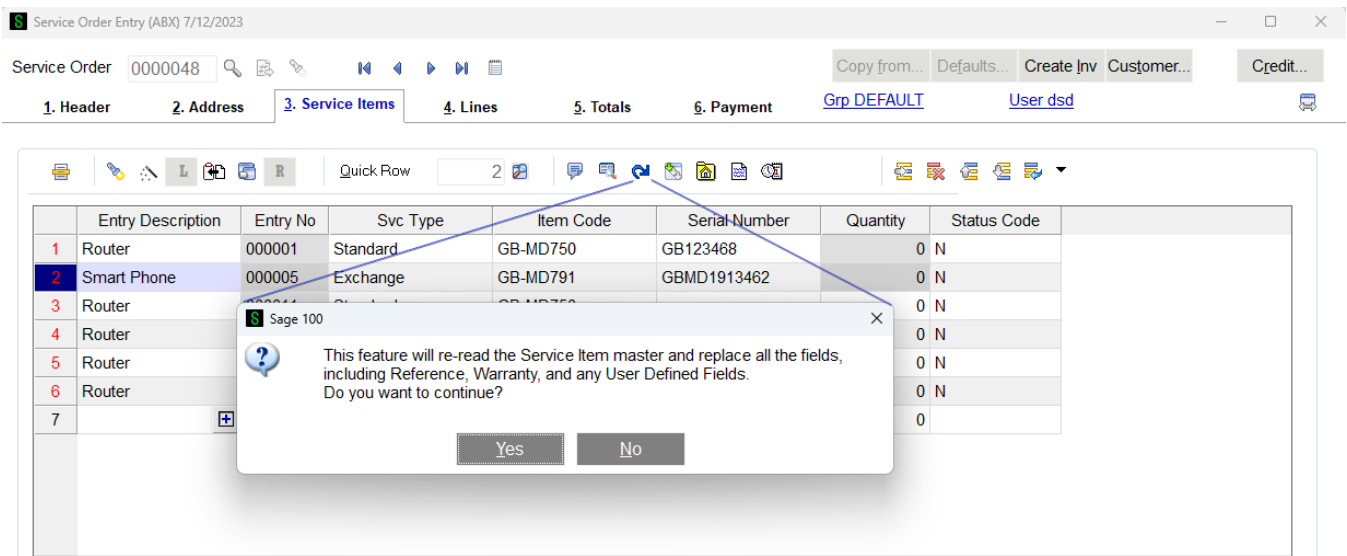 Service Order Entry (ABX) 7/12/2023
Service Order 0000048 Copy from... Defaults... Create Inv Customer... Credit...
1. Header 2. Address 3. Service Items 4. Lines 5. Totals 6. Payment Grp DEFAULT User dsd
L R Quick Row 2
Entry Description Entry No Svc Type Item Code Serial Number Quantity Status Code
1 Router 000001 Standard GB-MD750 GB123468 0 N
2 Smart Phone 000005 Exchange GB-MD791 GBMD1913462 0 N
3 Router 0 N
4 Router 0 N
5 Router 0 N
6 Router 0 N
7 0
S Sage 100
This feature will re-read the Service Item master and replace all the fields,
including Reference, Warranty, and any User Defined Fields.
Do you want to continue?
Yes No